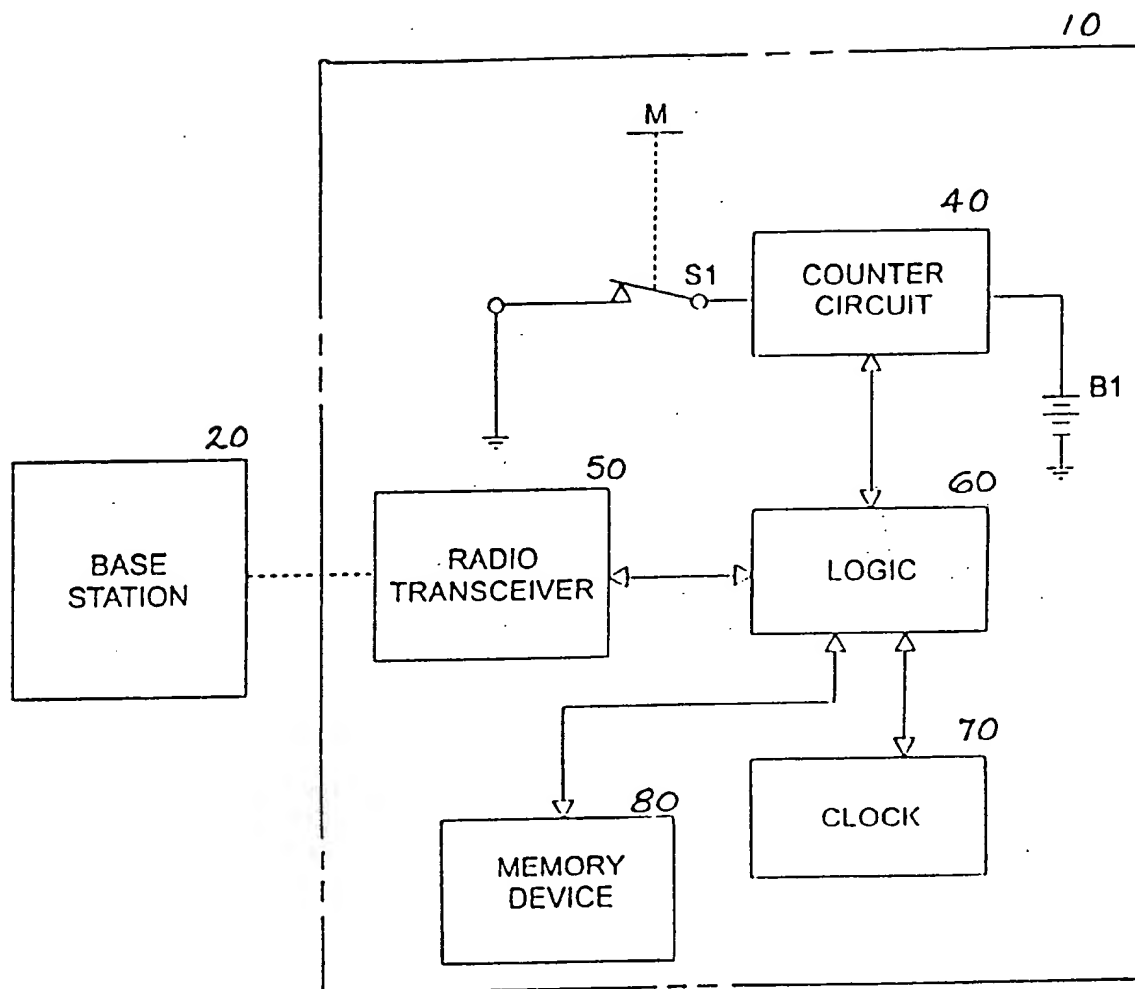 10
M
40
S1
COUNTER
CIRCUIT
B1
20
50
60
BASE
STATION
RADIO
TRANSCEIVER
LOGIC
70
80
CLOCK
MEMORY
DEVICE